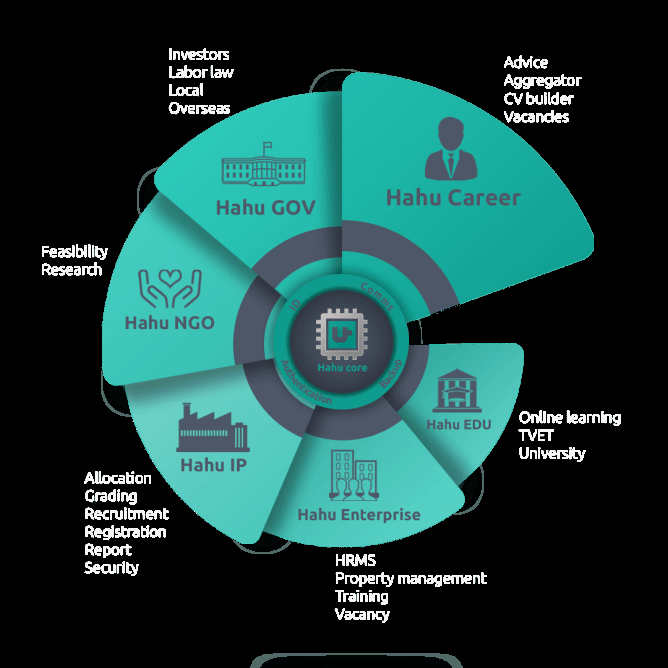 Investors
Labor law
Local
Overseas
Advice
Aggregator
CV builder
Vacancies
Hahu GOV
Hahu Career
Feasibility
Research
Hahu NGO
ID
Comms
Hahu core
Authentication
Backup
Hahu EDU
Online learning
TVET
University
Hahu IP
Allocation
Grading
Recruitment
Registration
Report
Security
Hahu Enterprise
HRMS
Property management
Training
Vacancy